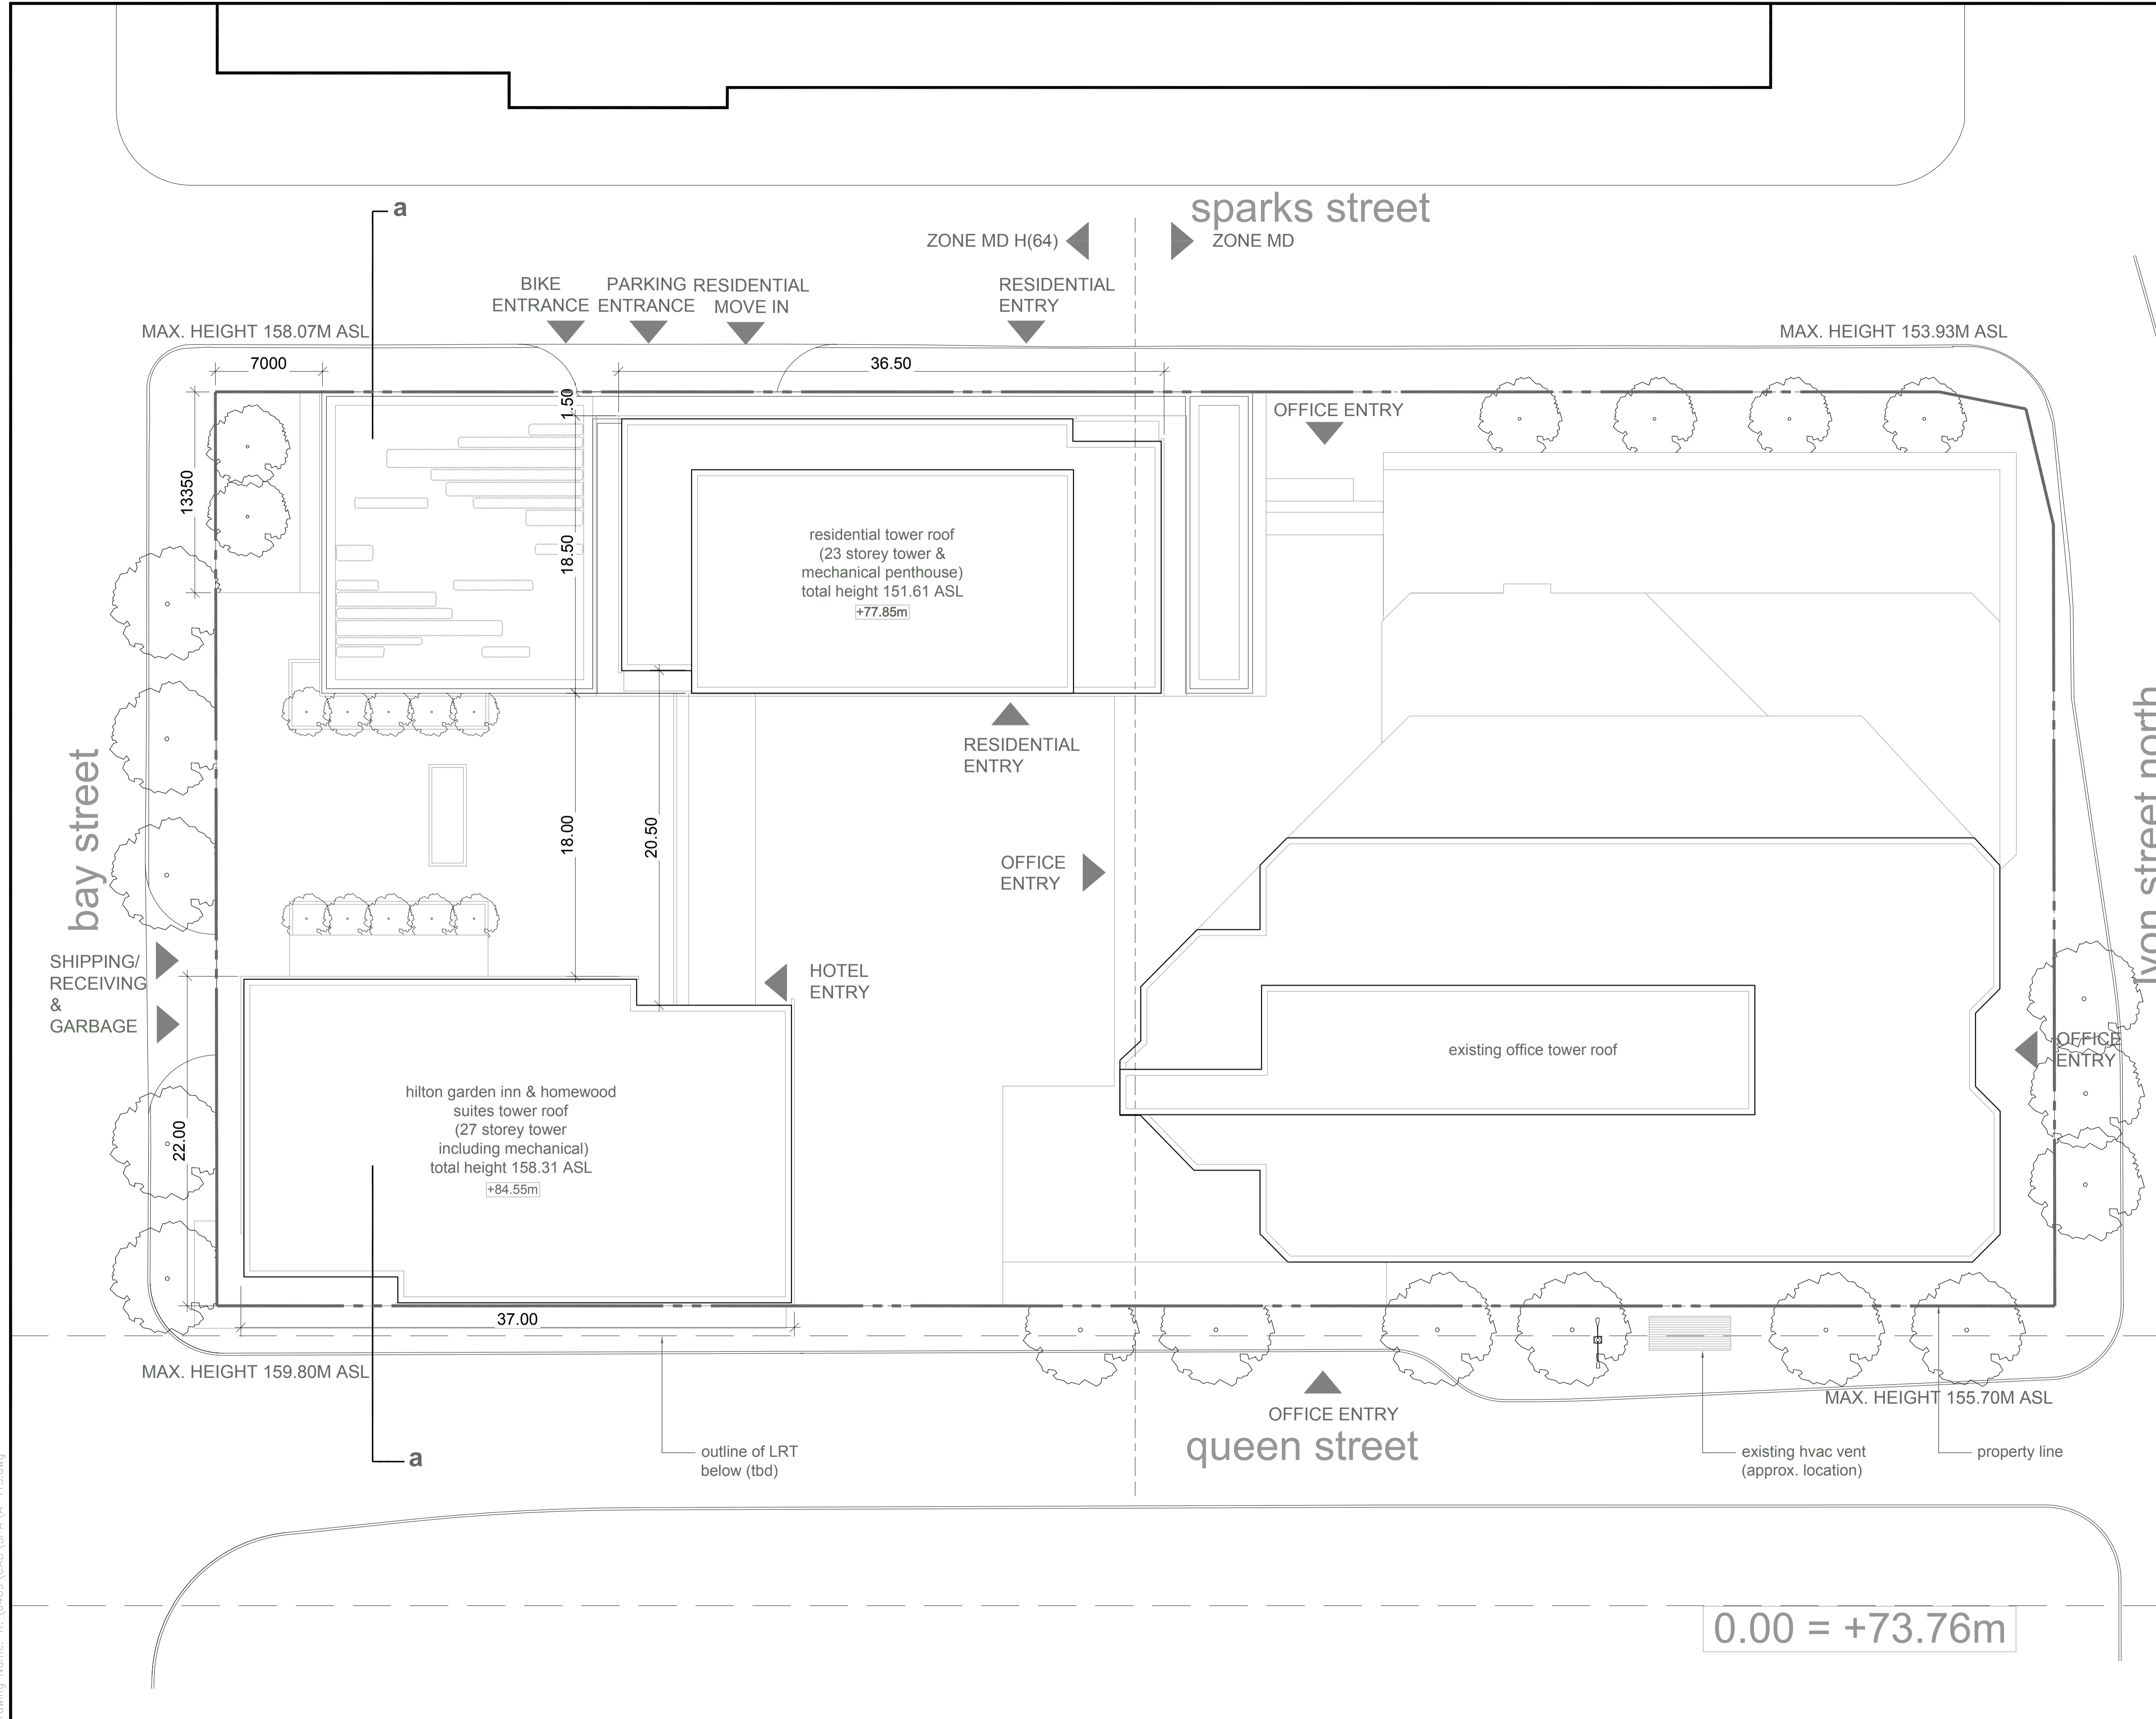 a
sparks street
ZONE MD H(64)
ZONE MD
BIKE
ENTRANCE
PARKING
ENTRANCE
RESIDENTIAL
MOVE IN
RESIDENTIAL
ENTRY
MAX. HEIGHT 158.07M ASL
MAX. HEIGHT 153.93M ASL
7000
36.50
1.50
OFFICE ENTRY
13350
18.50
residential tower roof
(23 storey tower &
mechanical penthouse)
total height 151.61 ASL
+77.85m
RESIDENTIAL
ENTRY
bay street
lyon street north
18.00
20.50
OFFICE
ENTRY
SHIPPING/
RECEIVING
&
GARBAGE
HOTEL
ENTRY
existing office tower roof
OFFICE
ENTRY
hilton garden inn & homewood
suites tower roof
(27 storey tower
including mechanical)
total height 158.31 ASL
+84.55m
22.00
37.00
MAX. HEIGHT 159.80M ASL
MAX. HEIGHT 155.70M ASL
OFFICE ENTRY
queen street
a
outline of LRT
below (tbd)
existing hvac vent
(approx. location)
property line
0.00 = +73.76m